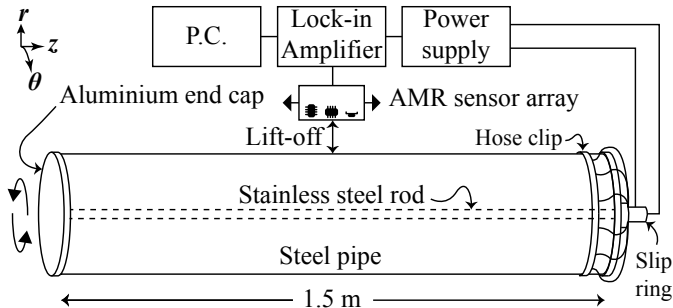 r
z
θ
P.C.
Lock-in
Amplifier
Power
supply
Aluminium end cap
AMR sensor array
Lift-off
Hose clip
Stainless steel rod
Steel pipe
Slip
ring
1.5 m